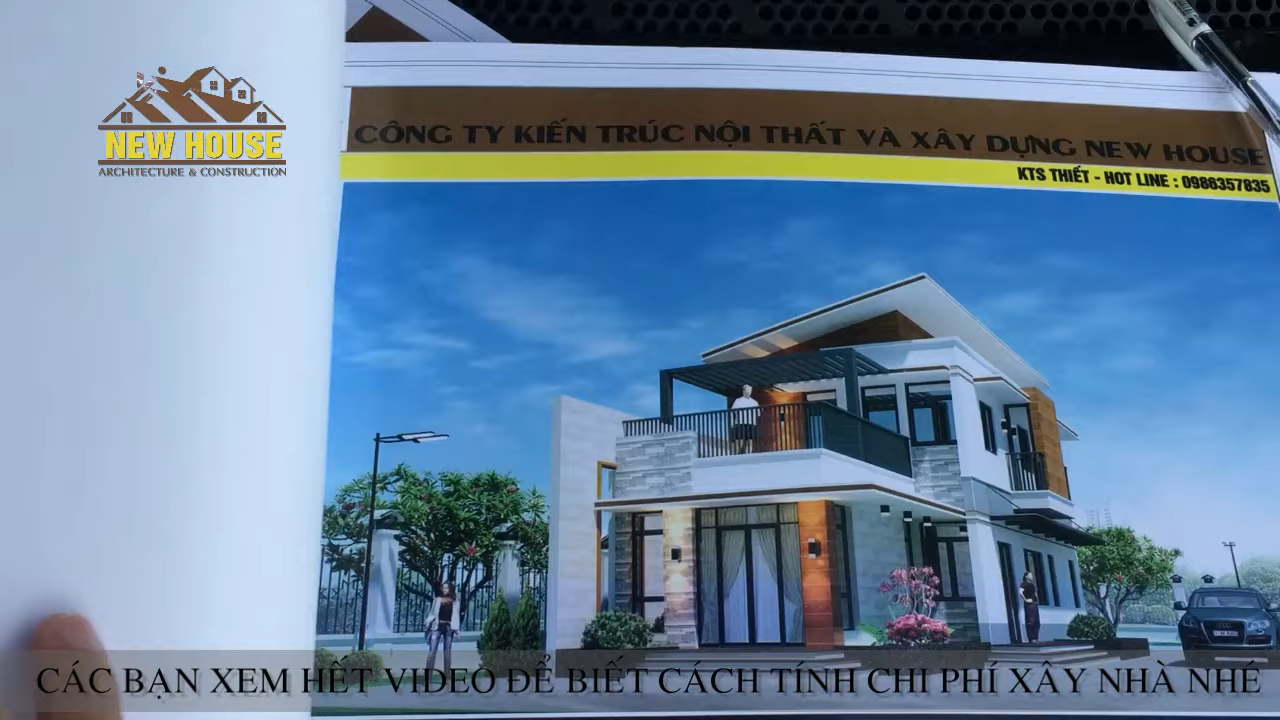 NEW HOUSE
ARCHITECTURE & CONSTRUCTION
CÔNG TY KIẾN TRÚC NỘI THẤT VÀ XÂY DỰNG NEW HOUSE
KTS THIẾT - HOT LINE : 0986357835
CÁC BẠN XEM HẾT VIDEO ĐỂ BIẾT CÁCH TÍNH CHI PHÍ XÂY NHÀ NHÉ